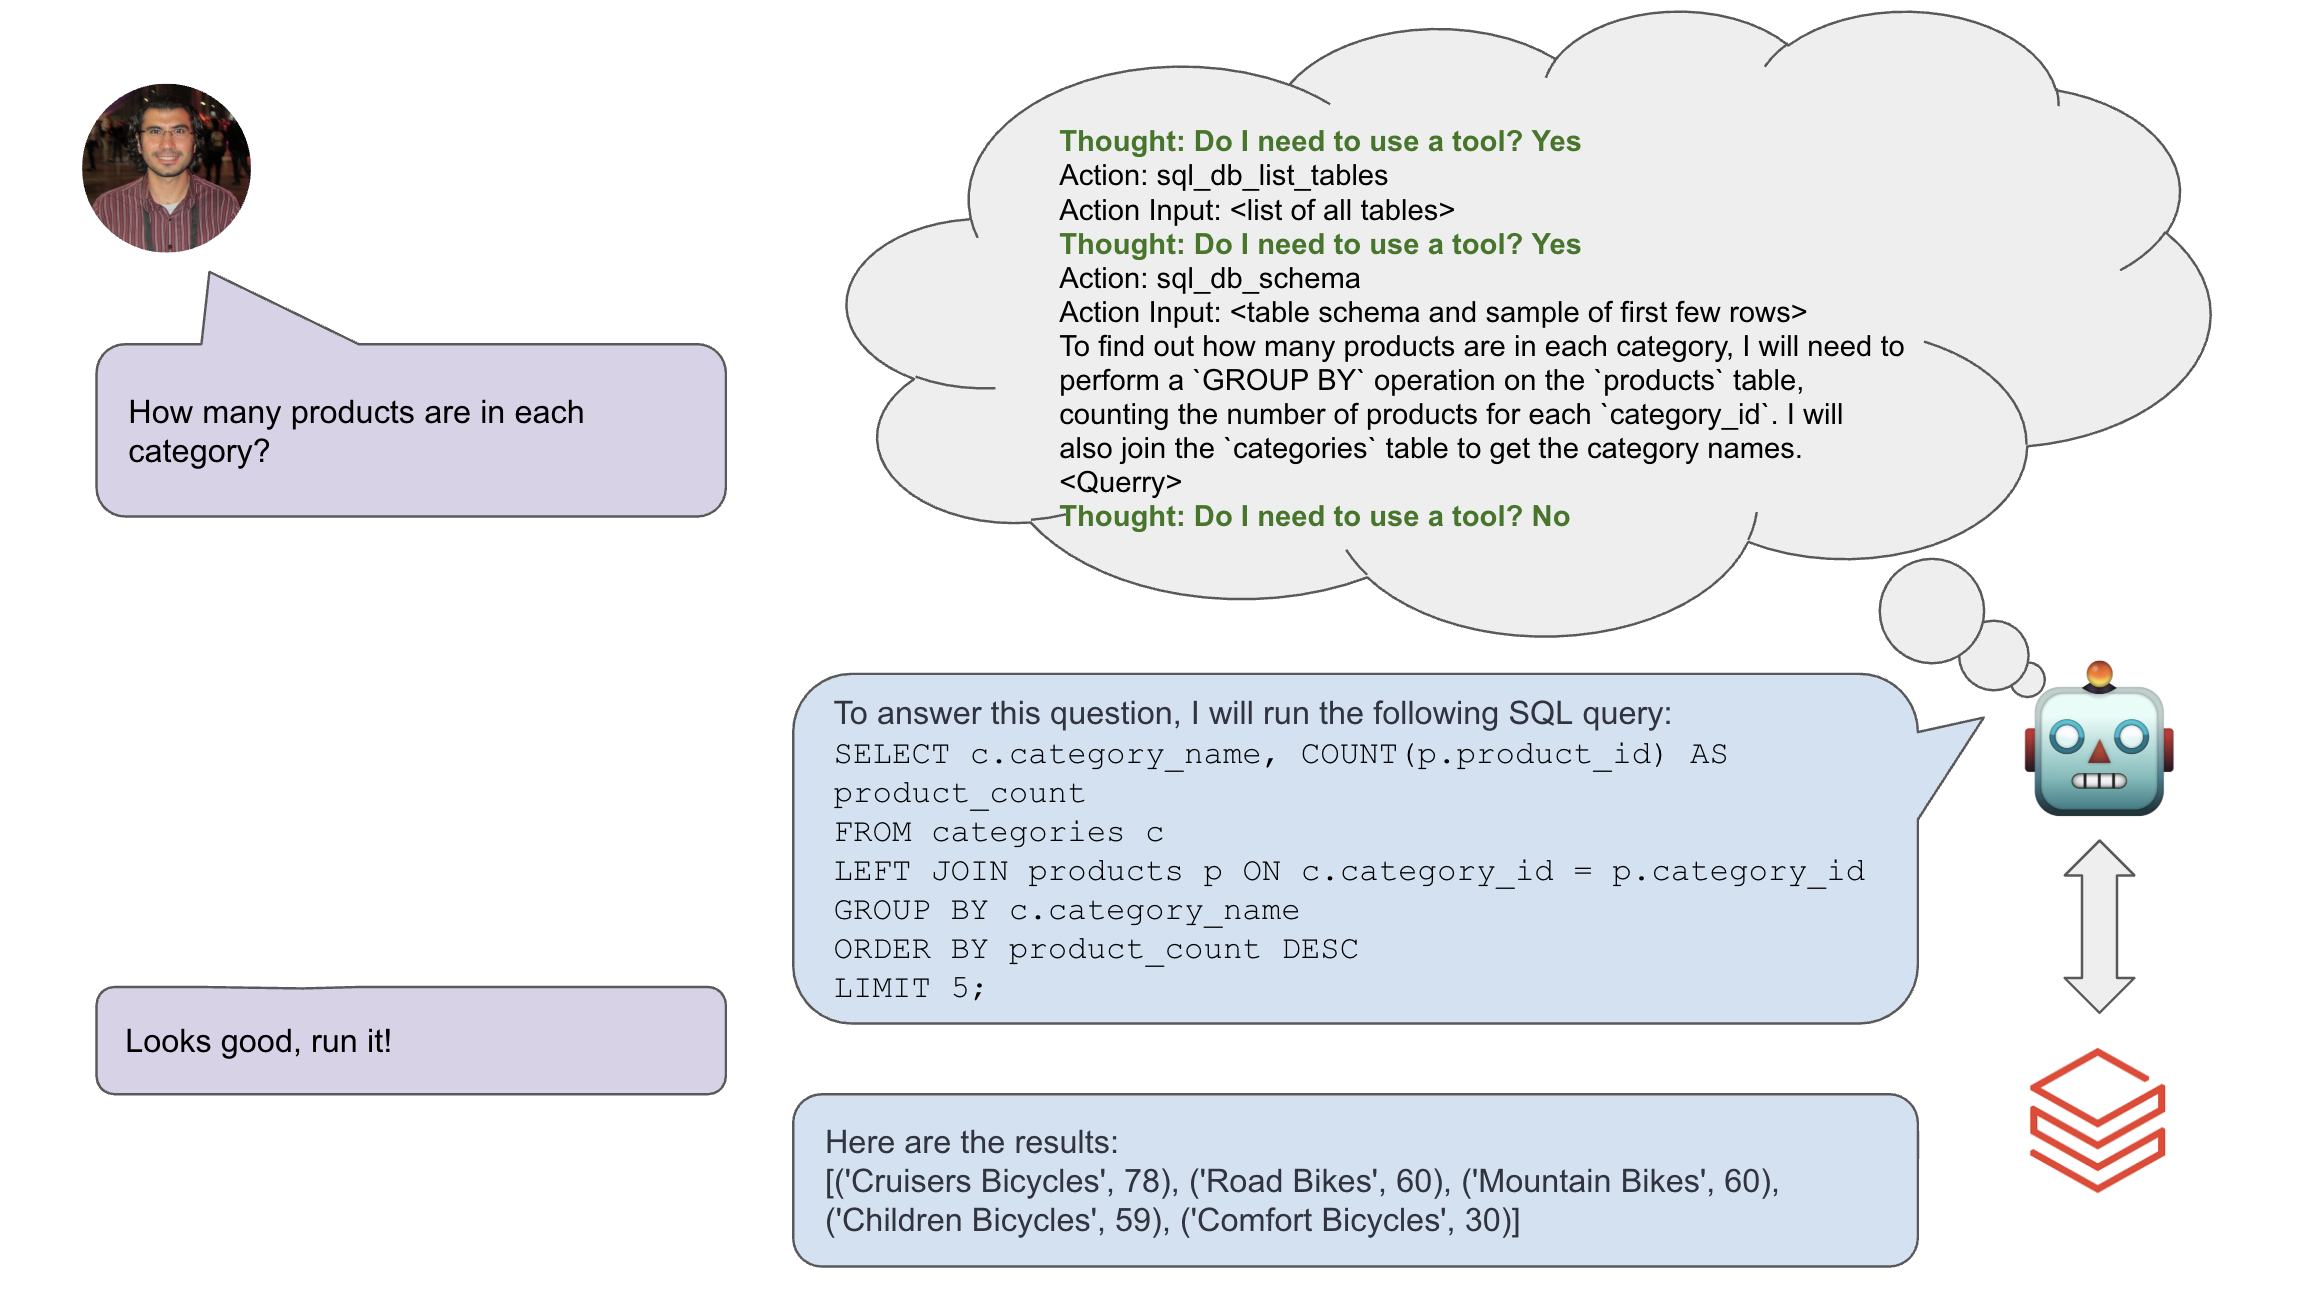 How many products are in each
category?
Thought: Do I need to use a tool? Yes
Action: sql_db_list_tables
Action Input: <list of all tables>
Thought: Do I need to use a tool? Yes
Action: sql_db_schema
Action Input: <table schema and sample of first few rows>
To find out how many products are in each category, I will need to
perform a `GROUP BY` operation on the `products` table,
counting the number of products for each `category_id`. I will
also join the `categories` table to get the category names.
<Querry>
Thought: Do I need to use a tool? No
To answer this question, I will run the following SQL query:
SELECT c.category_name, COUNT(p.product_id) AS
product_count
FROM categories c
LEFT JOIN products p ON c.category_id = p.category_id
GROUP BY c.category_name
ORDER BY product_count DESC
LIMIT 5;
Looks good, run it!
Here are the results:
[('Cruisers Bicycles', 78), ('Road Bikes', 60), ('Mountain Bikes', 60),
('Children Bicycles', 59), ('Comfort Bicycles', 30)]